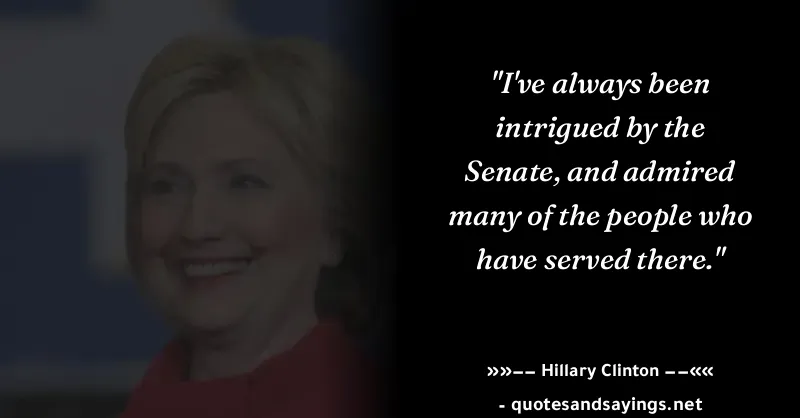 "I've always been
intrigued by the
Senate, and admired
many of the people who
have served there."
»»−− Hillary Clinton −−««
- quotesandsayings.net